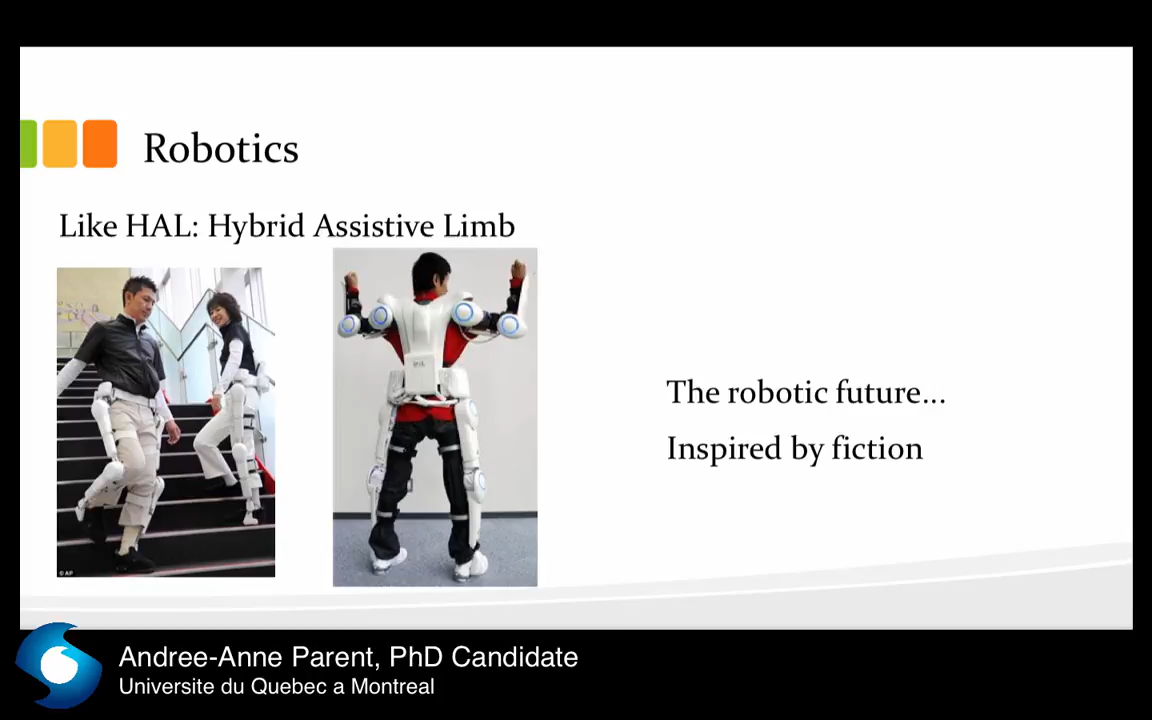 Robotics
Like HAL: Hybrid Assistive Limb
The robotic future...
Inspired by fiction
© AP
Andree-Anne Parent, PhD Candidate
Universite du Quebec a Montreal